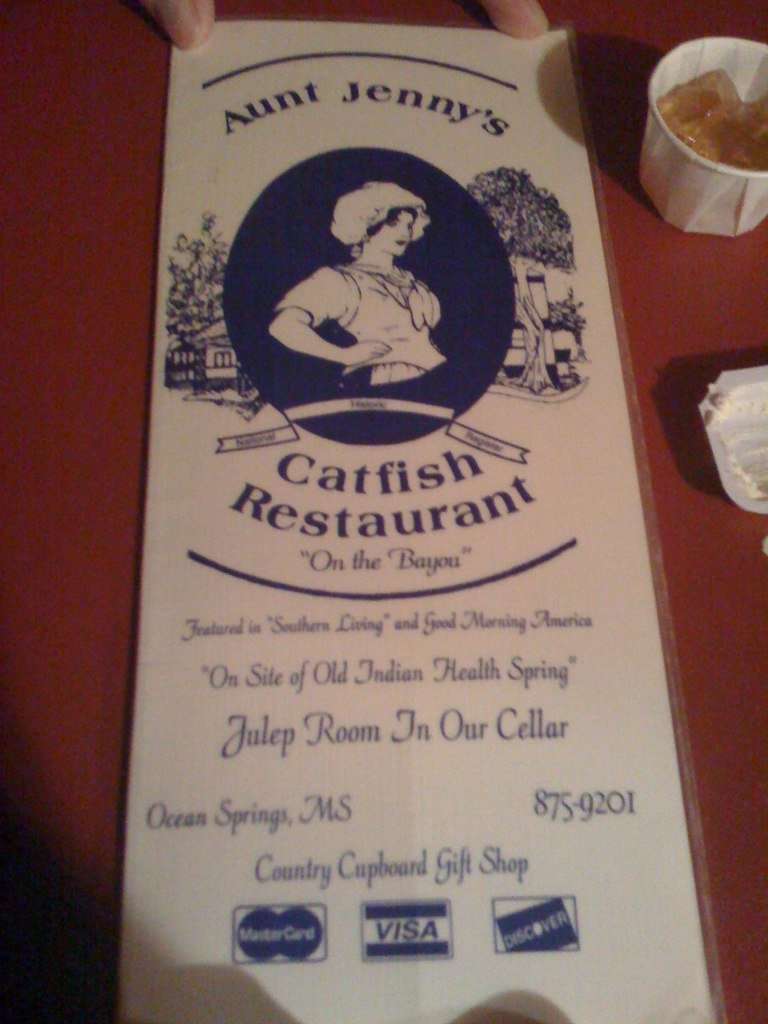 Aunt Jenny's
National Historic Register
Catfish
Restaurant
"On the Bayou"
Featured in "Southern Living" and Good Morning America
"On Site of Old Indian Health Spring"
Julep Room In Our Cellar
Ocean Springs, MS 875-9201
Country Cupboard Gift Shop
MasterCard VISA DISCOVER